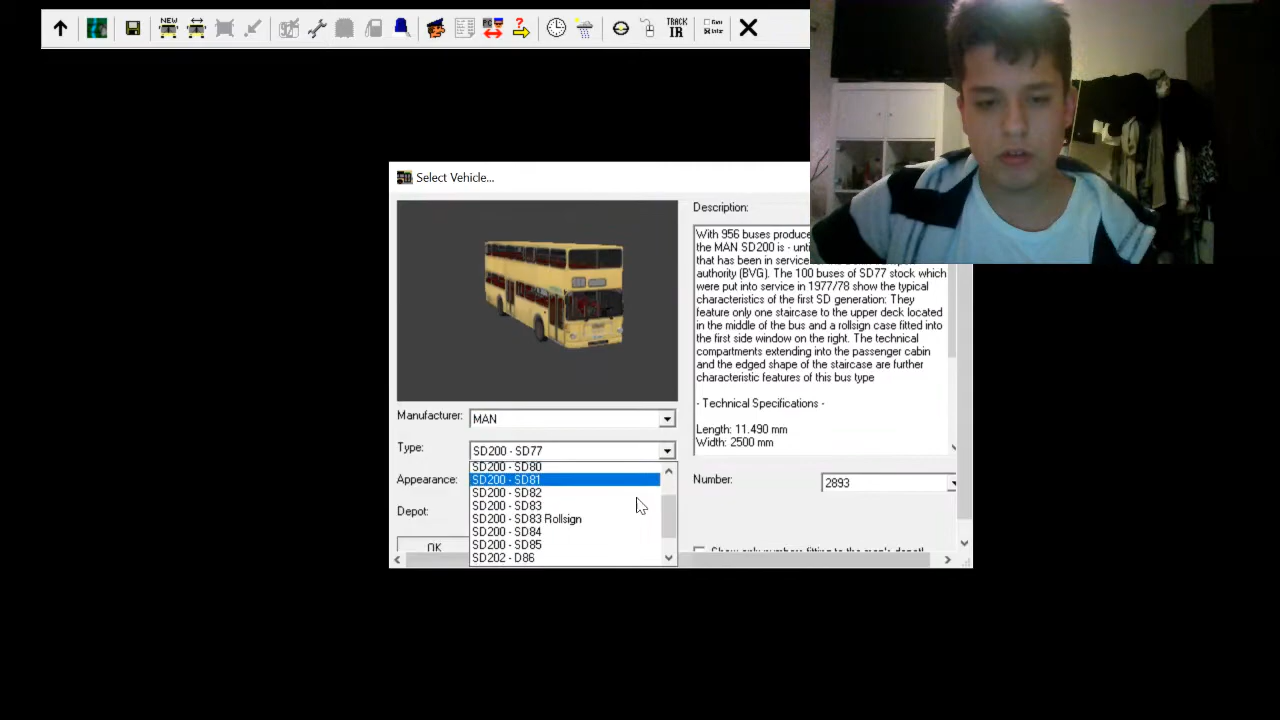 NEW
?
TRACK
IR
Select Vehicle...
Description:
With 956 buses produce
the MAN SD200 is - unti
that has been in service
authority (BVG). The 100 buses of SD77 stock which
were put into service in 1977/78 show the typical
characteristics of the first SD generation: They
feature only one staircase to the upper deck located
in the middle of the bus and a rollsign case fitted into
the first side window on the right. The technical
compartments extending into the passenger cabin
and the edged shape of the staircase are further
characteristic features of this bus type
- Technical Specifications -
Length: 11.490 mm
Width: 2500 mm
Manufacturer:
MAN
Type:
SD200 - SD77
SD200 - SD80
SD200 - SD81
SD200 - SD82
SD200 - SD83
SD200 - SD83 Rollsign
SD200 - SD84
SD200 - SD85
SD202 - D86
Appearance:
Depot:
OK
Number:
2893